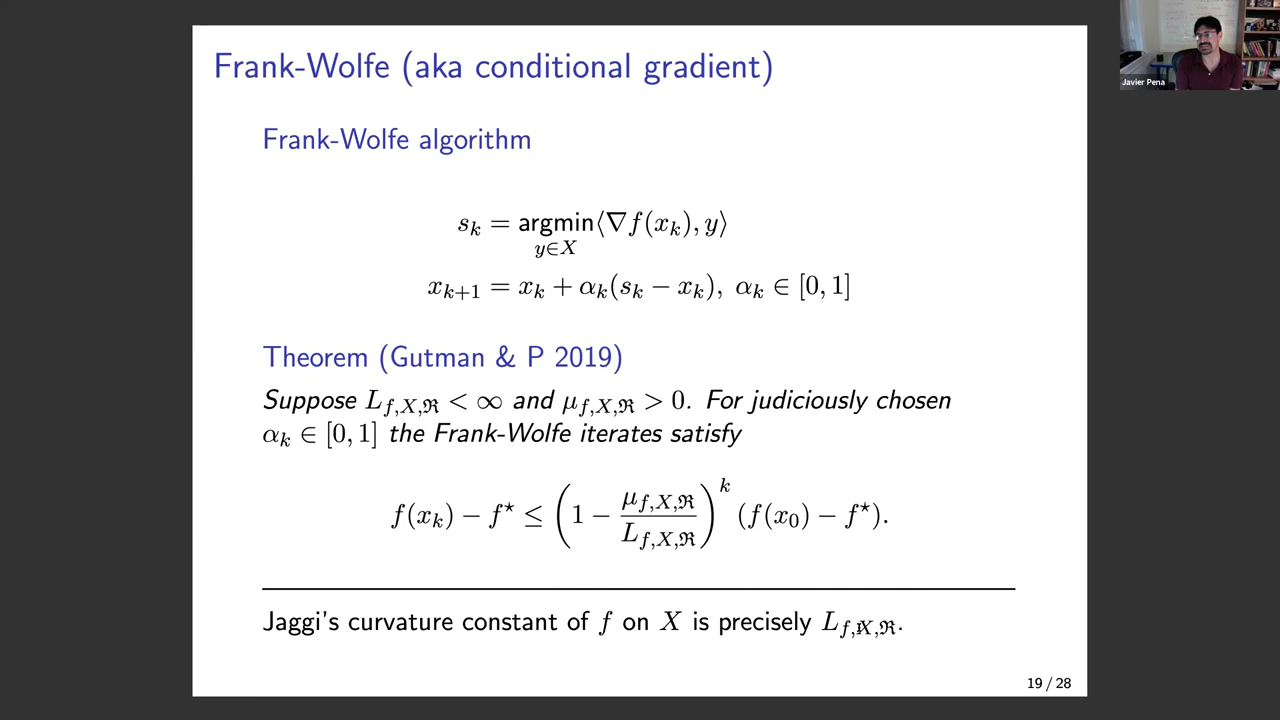 Frank-Wolfe (aka conditional gradient)
Javier Pena
Frank-Wolfe algorithm
s_k = argmin_{y∈X} ⟨∇f(x_k), y⟩
x_{k+1} = x_k + α_k(s_k − x_k), α_k ∈ [0, 1]
Theorem (Gutman & P 2019)
Suppose L_{f,X,ℜ} < ∞ and μ_{f,X,ℜ} > 0. For judiciously chosen
α_k ∈ [0, 1] the Frank-Wolfe iterates satisfy
f(x_k) − f^⋆ ≤ (1 − μ_{f,X,ℜ} / L_{f,X,ℜ})^k (f(x_0) − f^⋆).
Jaggi's curvature constant of f on X is precisely L_{f,X,ℜ}.
19 / 28